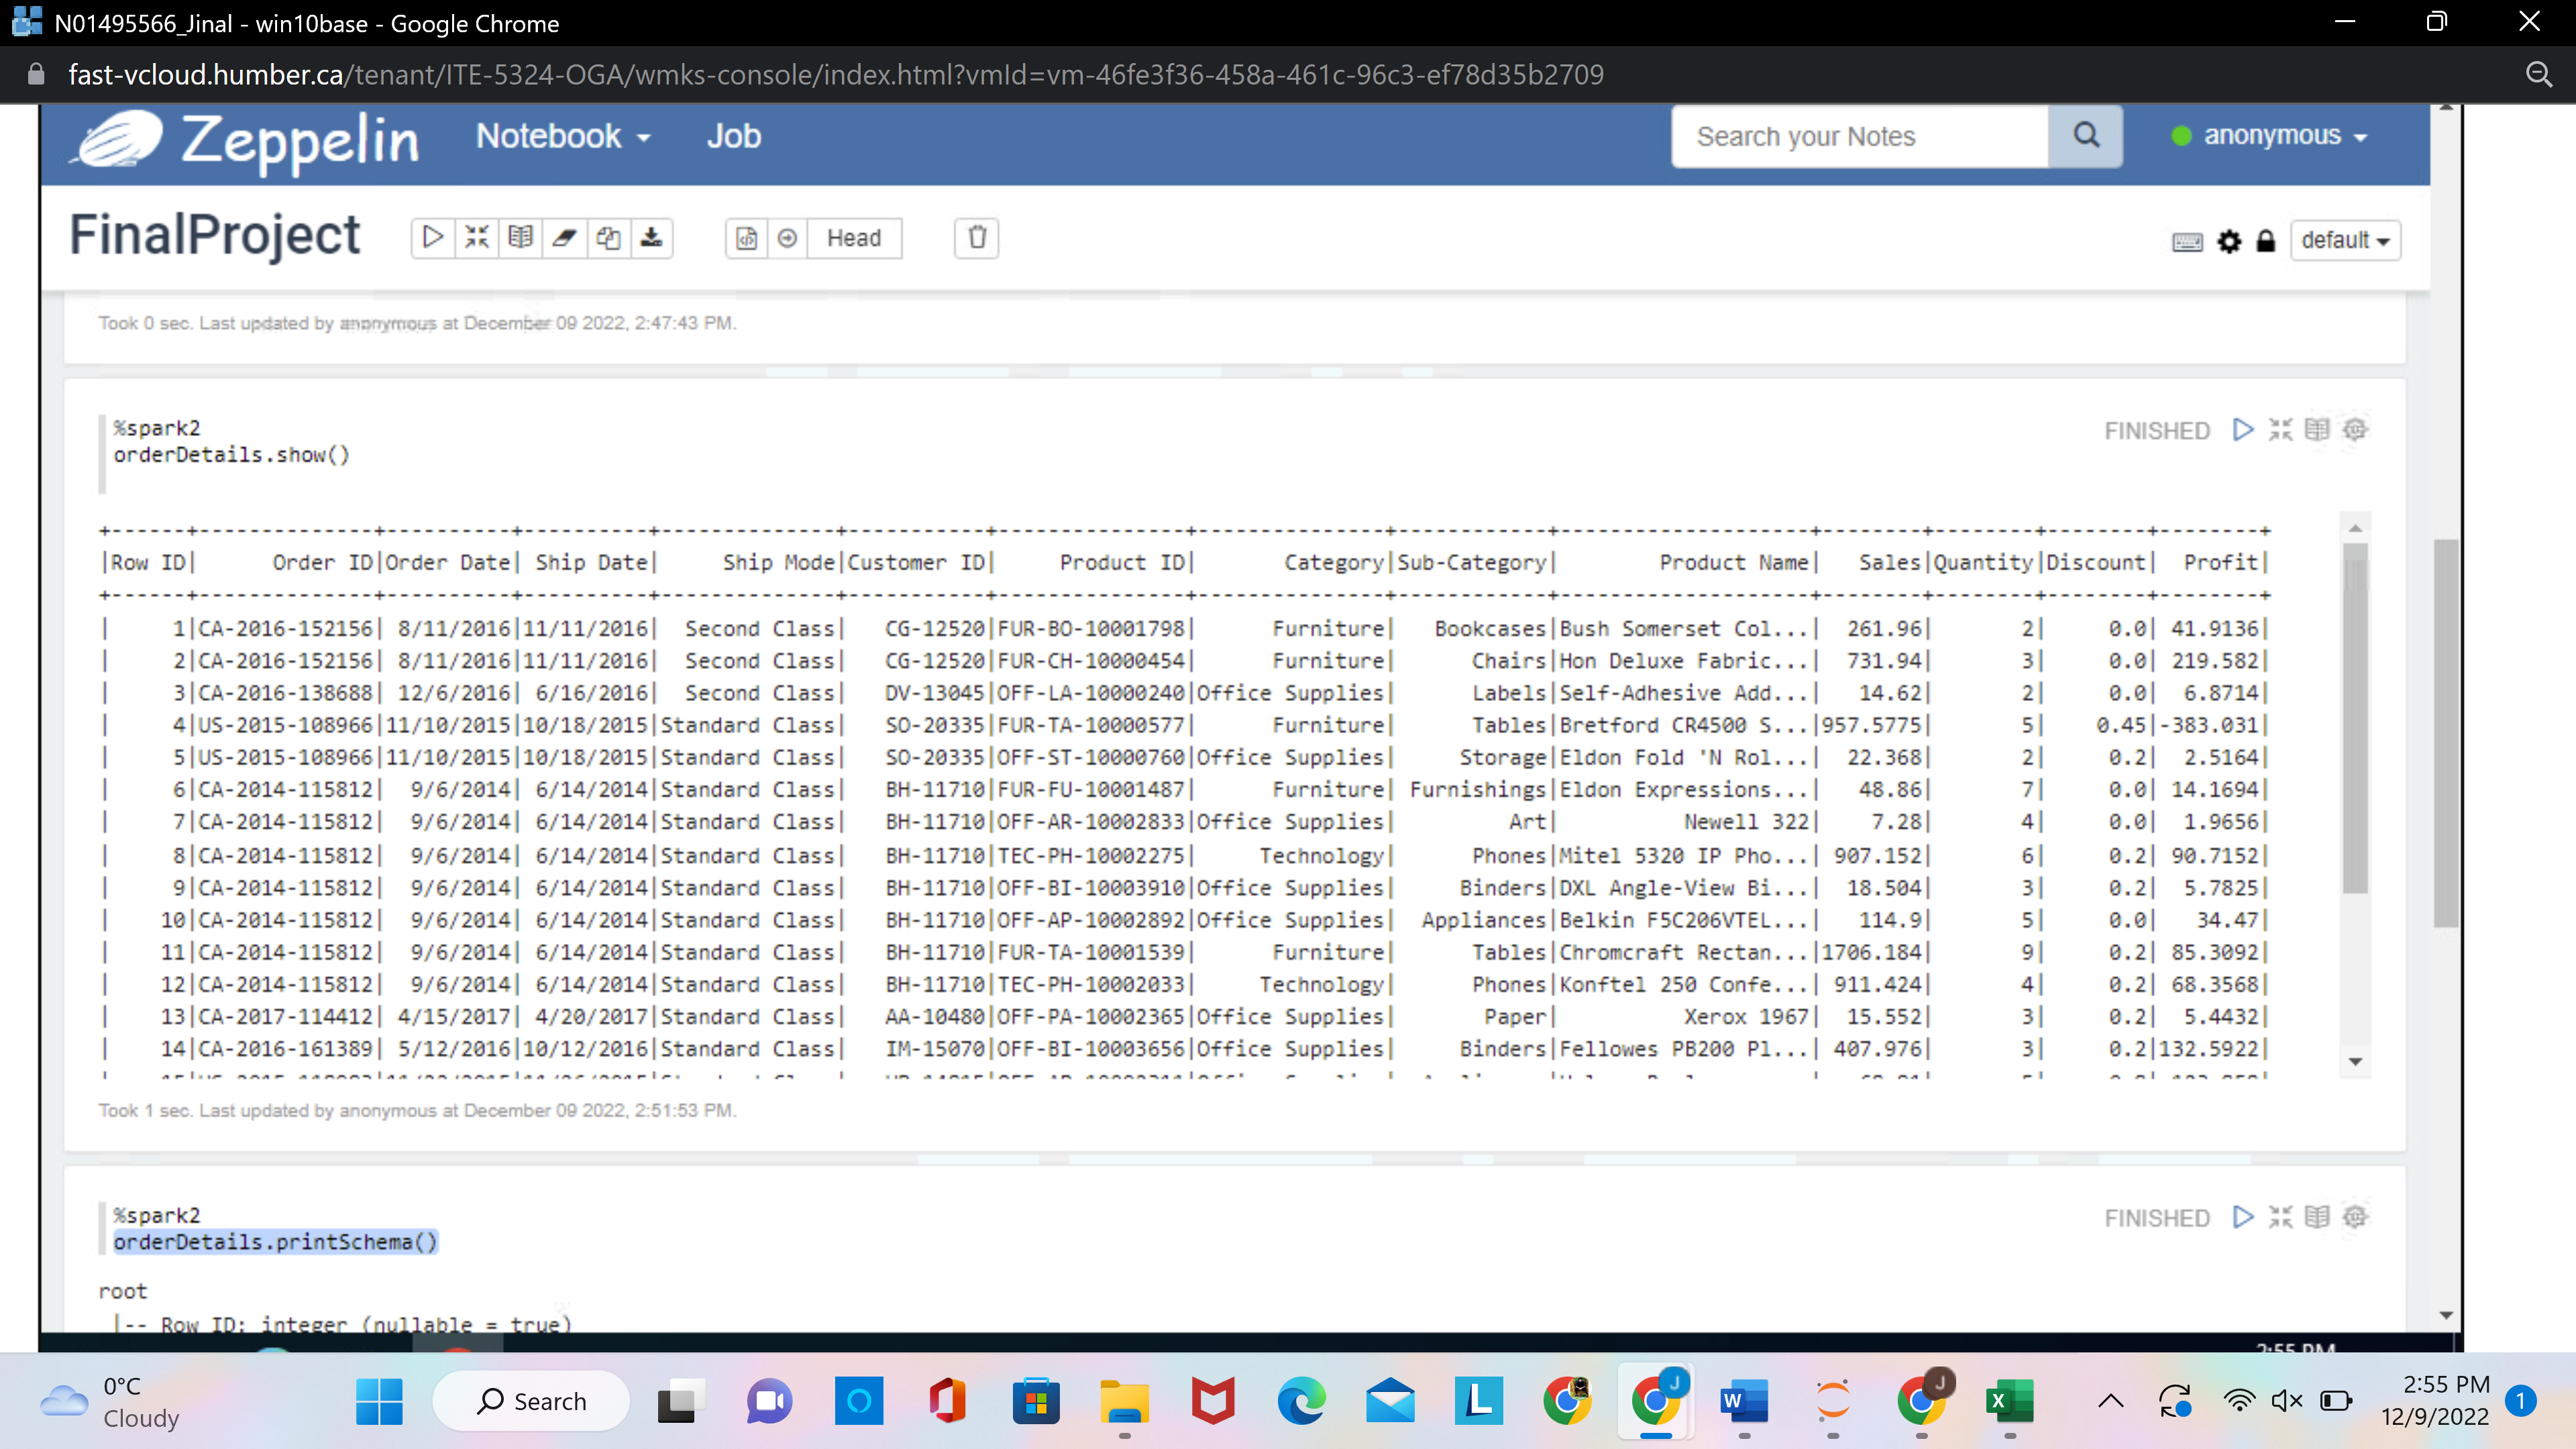 N01495566_Jinal - win10base - Google Chrome
fast-vcloud.humber.ca/tenant/ITE-5324-OGA/wmks-console/index.html?vmId=vm-46fe3f36-458a-461c-96c3-ef78d35b2709
Zeppelin Notebook Job Search your Notes anonymous
FinalProject Head default
Took 0 sec. Last updated by anonymous at December 09 2022, 2:47:43 PM.
%spark2 FINISHED
orderDetails.show()
+------+--------------+----------+----------+--------------+-----------+---------------+---------------+------------+--------------------+--------+--------+--------+--------+
|Row ID| Order ID|Order Date| Ship Date| Ship Mode|Customer ID| Product ID| Category|Sub-Category| Product Name| Sales|Quantity|Discount| Profit|
+------+--------------+----------+----------+--------------+-----------+---------------+---------------+------------+--------------------+--------+--------+--------+--------+
| 1|CA-2016-152156| 8/11/2016|11/11/2016| Second Class| CG-12520|FUR-BO-10001798| Furniture| Bookcases|Bush Somerset Col...| 261.96| 2| 0.0| 41.9136|
| 2|CA-2016-152156| 8/11/2016|11/11/2016| Second Class| CG-12520|FUR-CH-10000454| Furniture| Chairs|Hon Deluxe Fabric...| 731.94| 3| 0.0| 219.582|
| 3|CA-2016-138688| 12/6/2016| 6/16/2016| Second Class| DV-13045|OFF-LA-10000240|Office Supplies| Labels|Self-Adhesive Add...| 14.62| 2| 0.0| 6.8714|
| 4|US-2015-108966|11/10/2015|10/18/2015|Standard Class| SO-20335|FUR-TA-10000577| Furniture| Tables|Bretford CR4500 S...|957.5775| 5| 0.45|-383.031|
| 5|US-2015-108966|11/10/2015|10/18/2015|Standard Class| SO-20335|OFF-ST-10000760|Office Supplies| Storage|Eldon Fold 'N Rol...| 22.368| 2| 0.2| 2.5164|
| 6|CA-2014-115812| 9/6/2014| 6/14/2014|Standard Class| BH-11710|FUR-FU-10001487| Furniture| Furnishings|Eldon Expressions...| 48.86| 7| 0.0| 14.1694|
| 7|CA-2014-115812| 9/6/2014| 6/14/2014|Standard Class| BH-11710|OFF-AR-10002833|Office Supplies| Art| Newell 322| 7.28| 4| 0.0| 1.9656|
| 8|CA-2014-115812| 9/6/2014| 6/14/2014|Standard Class| BH-11710|TEC-PH-10002275| Technology| Phones|Mitel 5320 IP Pho...| 907.152| 6| 0.2| 90.7152|
| 9|CA-2014-115812| 9/6/2014| 6/14/2014|Standard Class| BH-11710|OFF-BI-10003910|Office Supplies| Binders|DXL Angle-View Bi...| 18.504| 3| 0.2| 5.7825|
| 10|CA-2014-115812| 9/6/2014| 6/14/2014|Standard Class| BH-11710|OFF-AP-10002892|Office Supplies| Appliances|Belkin F5C206VTEL...| 114.9| 5| 0.0| 34.47|
| 11|CA-2014-115812| 9/6/2014| 6/14/2014|Standard Class| BH-11710|FUR-TA-10001539| Furniture| Tables|Chromcraft Rectan...|1706.184| 9| 0.2| 85.3092|
| 12|CA-2014-115812| 9/6/2014| 6/14/2014|Standard Class| BH-11710|TEC-PH-10002033| Technology| Phones|Konftel 250 Confe...| 911.424| 4| 0.2| 68.3568|
| 13|CA-2017-114412| 4/15/2017| 4/20/2017|Standard Class| AA-10480|OFF-PA-10002365|Office Supplies| Paper| Xerox 1967| 15.552| 3| 0.2| 5.4432|
| 14|CA-2016-161389| 5/12/2016|10/12/2016|Standard Class| IM-15070|OFF-BI-10003656|Office Supplies| Binders|Fellowes PB200 Pl...| 407.976| 3| 0.2|132.5922|
Took 1 sec. Last updated by anonymous at December 09 2022, 2:51:53 PM.
%spark2 FINISHED
orderDetails.printSchema()
root
|-- Row ID: integer (nullable = true)
2:55 PM
0°C
Cloudy
Search
2:55 PM
12/9/2022
1